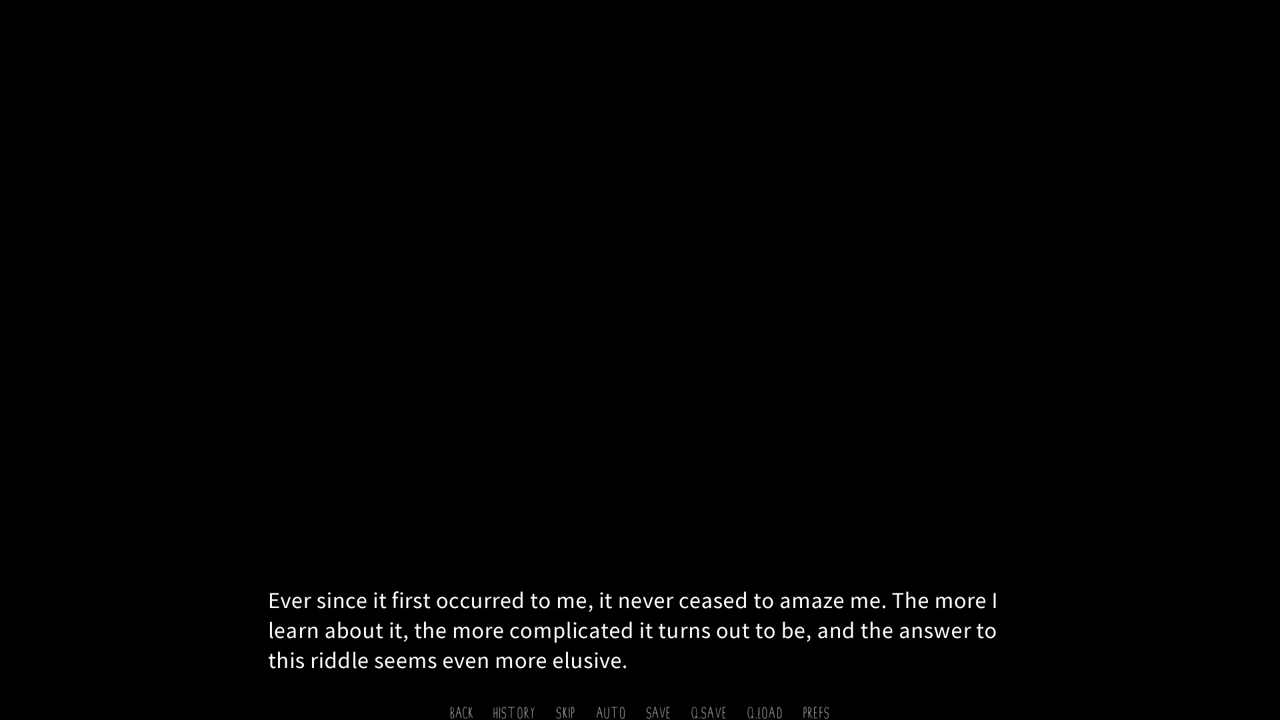 Ever since it first occurred to me, it never ceased to amaze me. The more I
learn about it, the more complicated it turns out to be, and the answer to
this riddle seems even more elusive.
BACK HISTORY SKIP AUTO SAVE Q.SAVE Q.LOAD PREFS